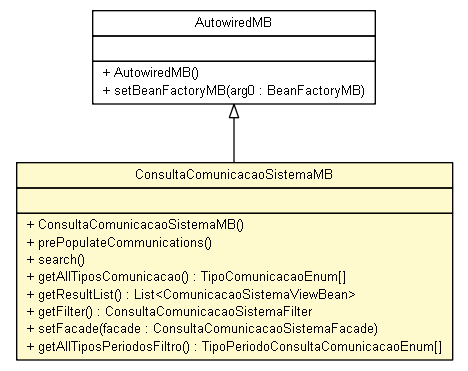 AutowiredMB
+ AutowiredMB()
+ setBeanFactoryMB(arg0 : BeanFactoryMB)
ConsultaComunicacaoSistemaMB
+ ConsultaComunicacaoSistemaMB()
+ prePopulateCommunications()
+ search()
+ getAllTiposComunicacao() : TipoComunicacaoEnum[]
+ getResultList() : List<ComunicacaoSistemaViewBean>
+ getFilter() : ConsultaComunicacaoSistemaFilter
+ setFacade(facade : ConsultaComunicacaoSistemaFacade)
+ getAllTiposPeriodosFiltro() : TipoPeriodoConsultaComunicacaoEnum[]